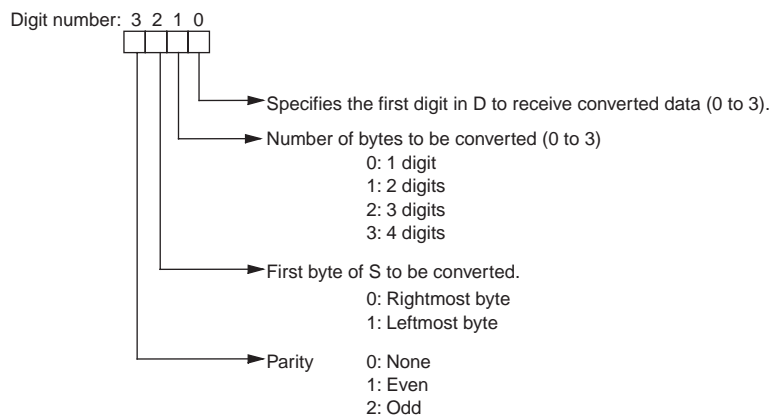 Digit number: 3 2 1 0
Specifies the first digit in D to receive converted data (0 to 3).
Number of bytes to be converted (0 to 3)
0: 1 digit
1: 2 digits
2: 3 digits
3: 4 digits
First byte of S to be converted.
0: Rightmost byte
1: Leftmost byte
Parity 0: None
1: Even
2: Odd